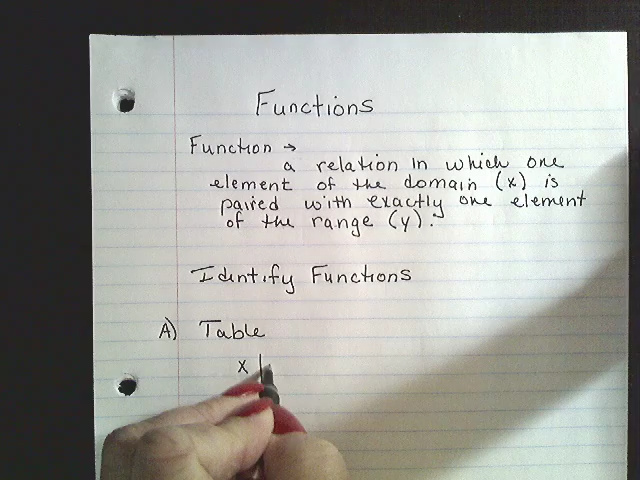 Functions
Function →
a relation in which one
element of the domain (x) is
paired with exactly one element
of the range (y).
Identify Functions
A) Table
x |